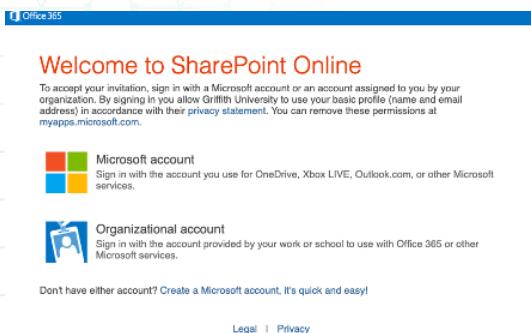 Office 365
Welcome to SharePoint Online
To accept your invitation, sign in with a Microsoft account or an account assigned to you by your
organization. By signing in you allow Griffith University to use your basic profile (name and email
address) in accordance with their privacy statement. You can remove these permissions at
myapps.microsoft.com.
Microsoft account
Sign in with the account you use for OneDrive, Xbox LIVE, Outlook.com, or other Microsoft
services.
Organizational account
Sign in with the account provided by your work or school to use with Office 365 or other
Microsoft services.
Don't have either account? Create a Microsoft account, it's quick and easy!
Legal | Privacy